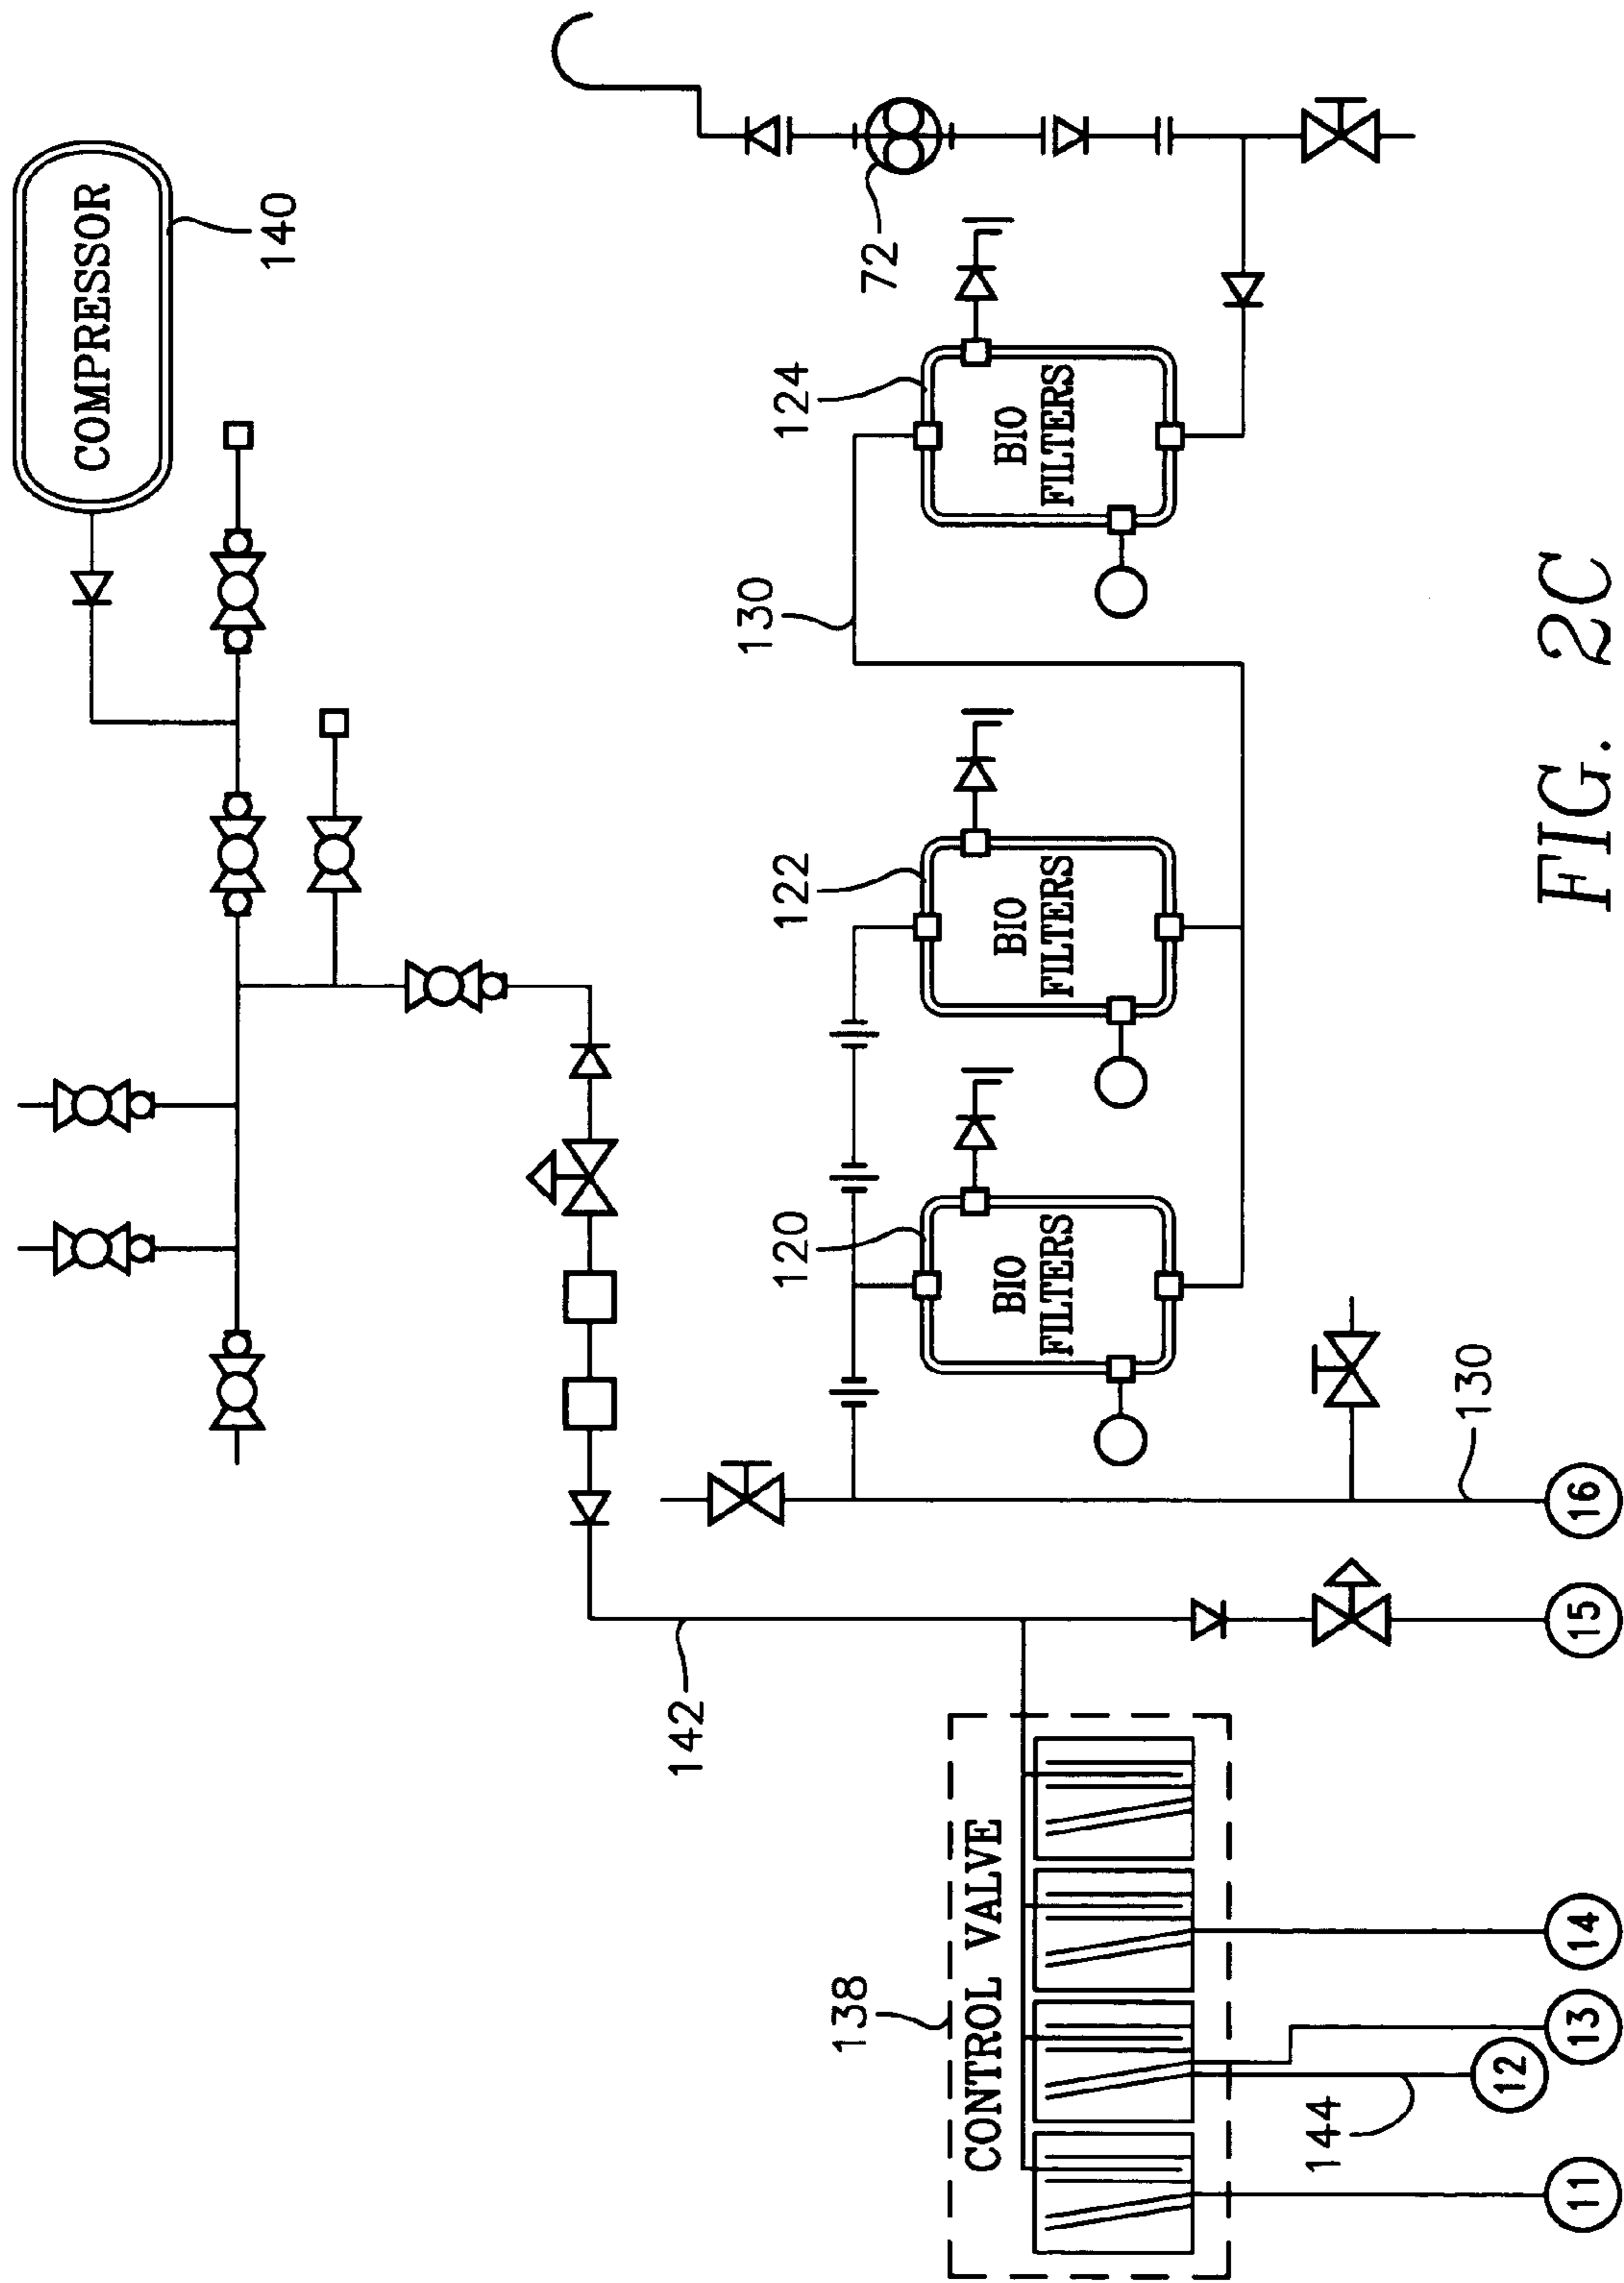 COMPRESSOR
140
72
124
BIO
FILTERS
130
122
BIO
FILTERS
120
BIO
FILTERS
130
142
138
CONTROL VALVE
144
11
12
13
14
15
16
FIG. 2C